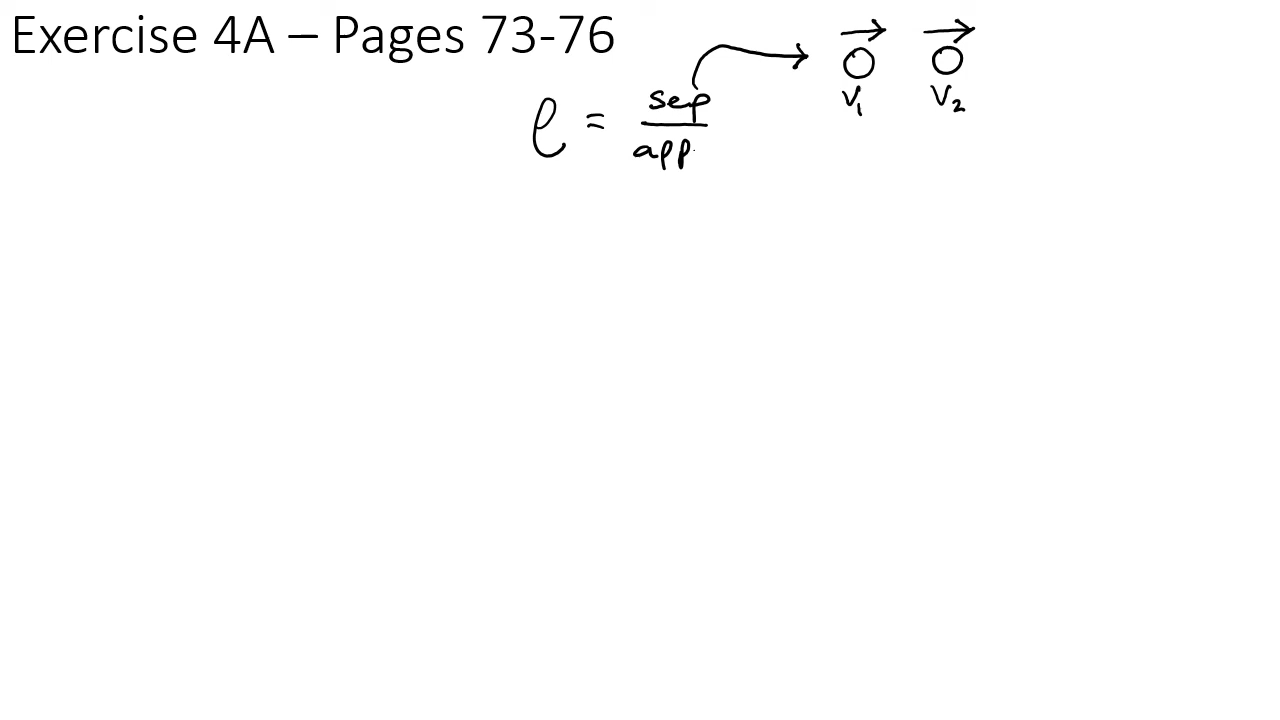 Exercise 4A – Pages 73-76
e = sep/app.
V₁ V₂